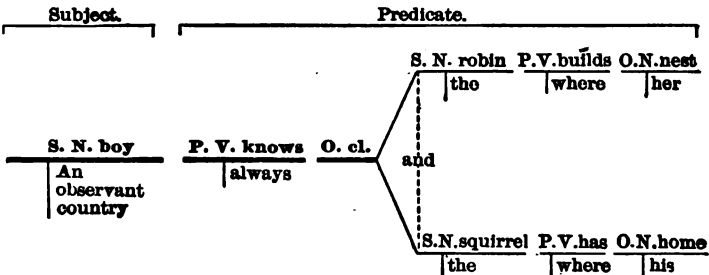 Subject. Predicate.
S. N. robin P. V. builds O. N. nest
the where her
S. N. boy P. V. knows O. cl.
and
An always
observant
country
S. N. squirrel P. V. has O. N. home
the where his